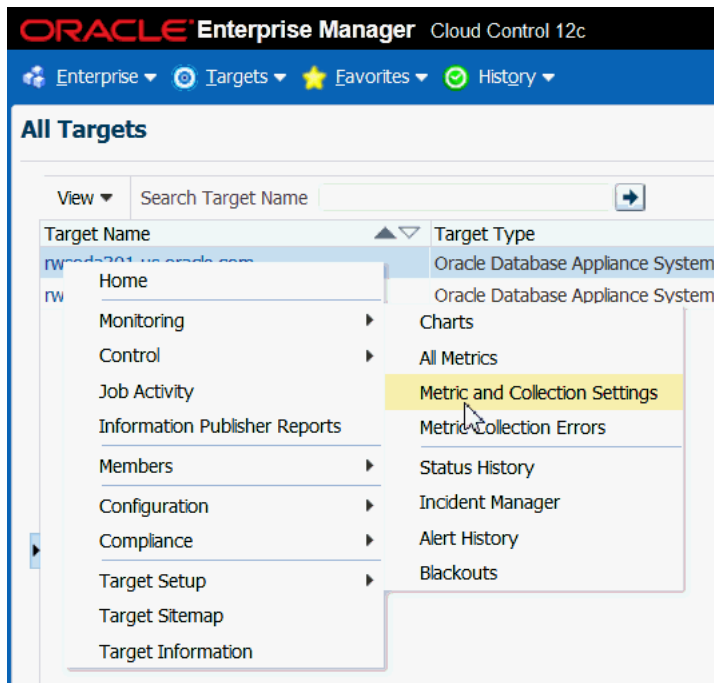 ORACLE Enterprise Manager Cloud Control 12c
Enterprise Targets Favorites History
All Targets
View Search Target Name
Target Name Target Type
Oracle Database Appliance System
Oracle Database Appliance System
Home
Monitoring
Control
Job Activity
Information Publisher Reports
Members
Configuration
Compliance
Target Setup
Target Sitemap
Target Information
Charts
All Metrics
Metric and Collection Settings
Metric Collection Errors
Status History
Incident Manager
Alert History
Blackouts